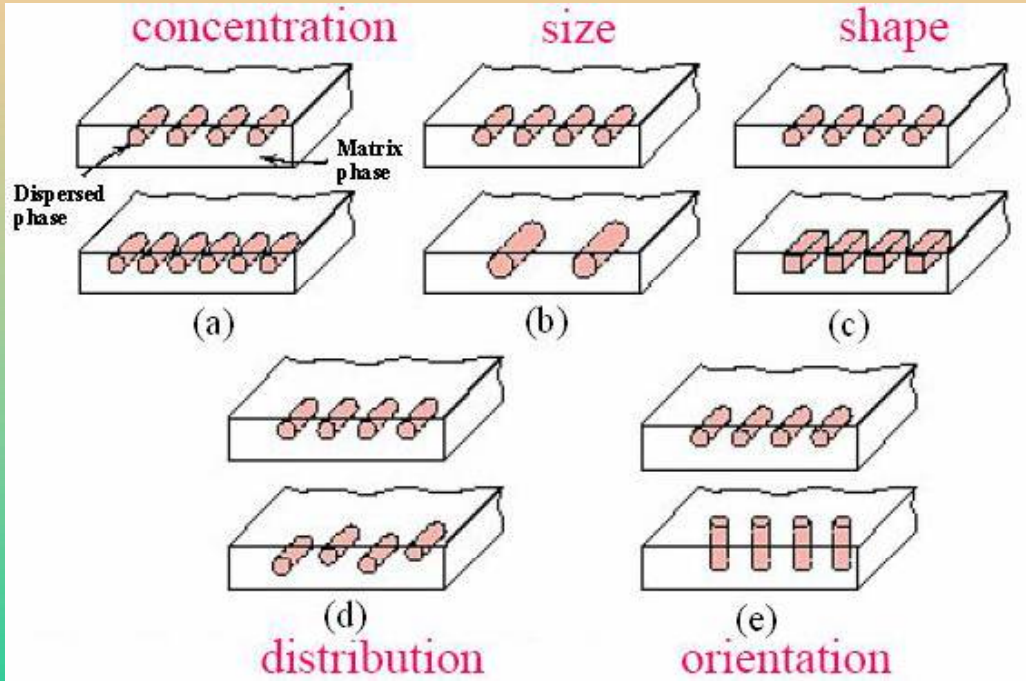 concentration
size
shape
Matrix
phase
Dispersed
phase
(a)
(b)
(c)
(d)
(e)
distribution
orientation